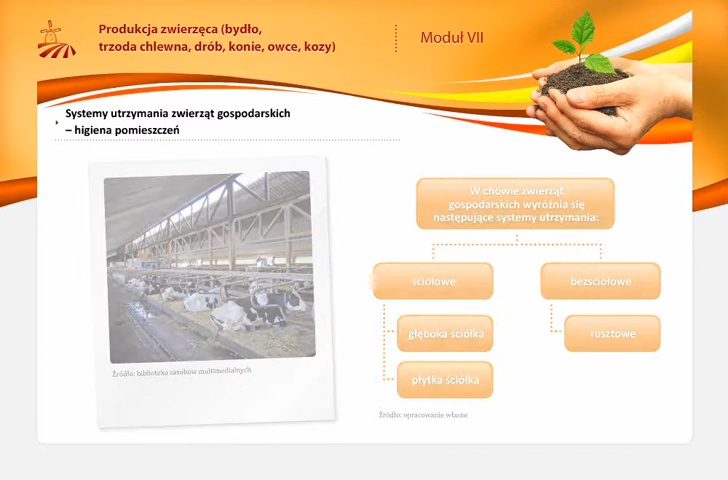 Produkcja zwierzęca (bydło,
trzoda chlewna, drób, konie, owce, kozy)
Moduł VII
Systemy utrzymania zwierząt gospodarskich
– higiena pomieszczeń
W chowie zwierząt
gospodarskich wyróżnia się
następujące systemy utrzymania:
ściołowe
bezściołowe
głęboka ściółka
rusztowe
płytka ściółka
Źródło: biblioteka zasobów multimedialnych
Źródło: opracowanie własne